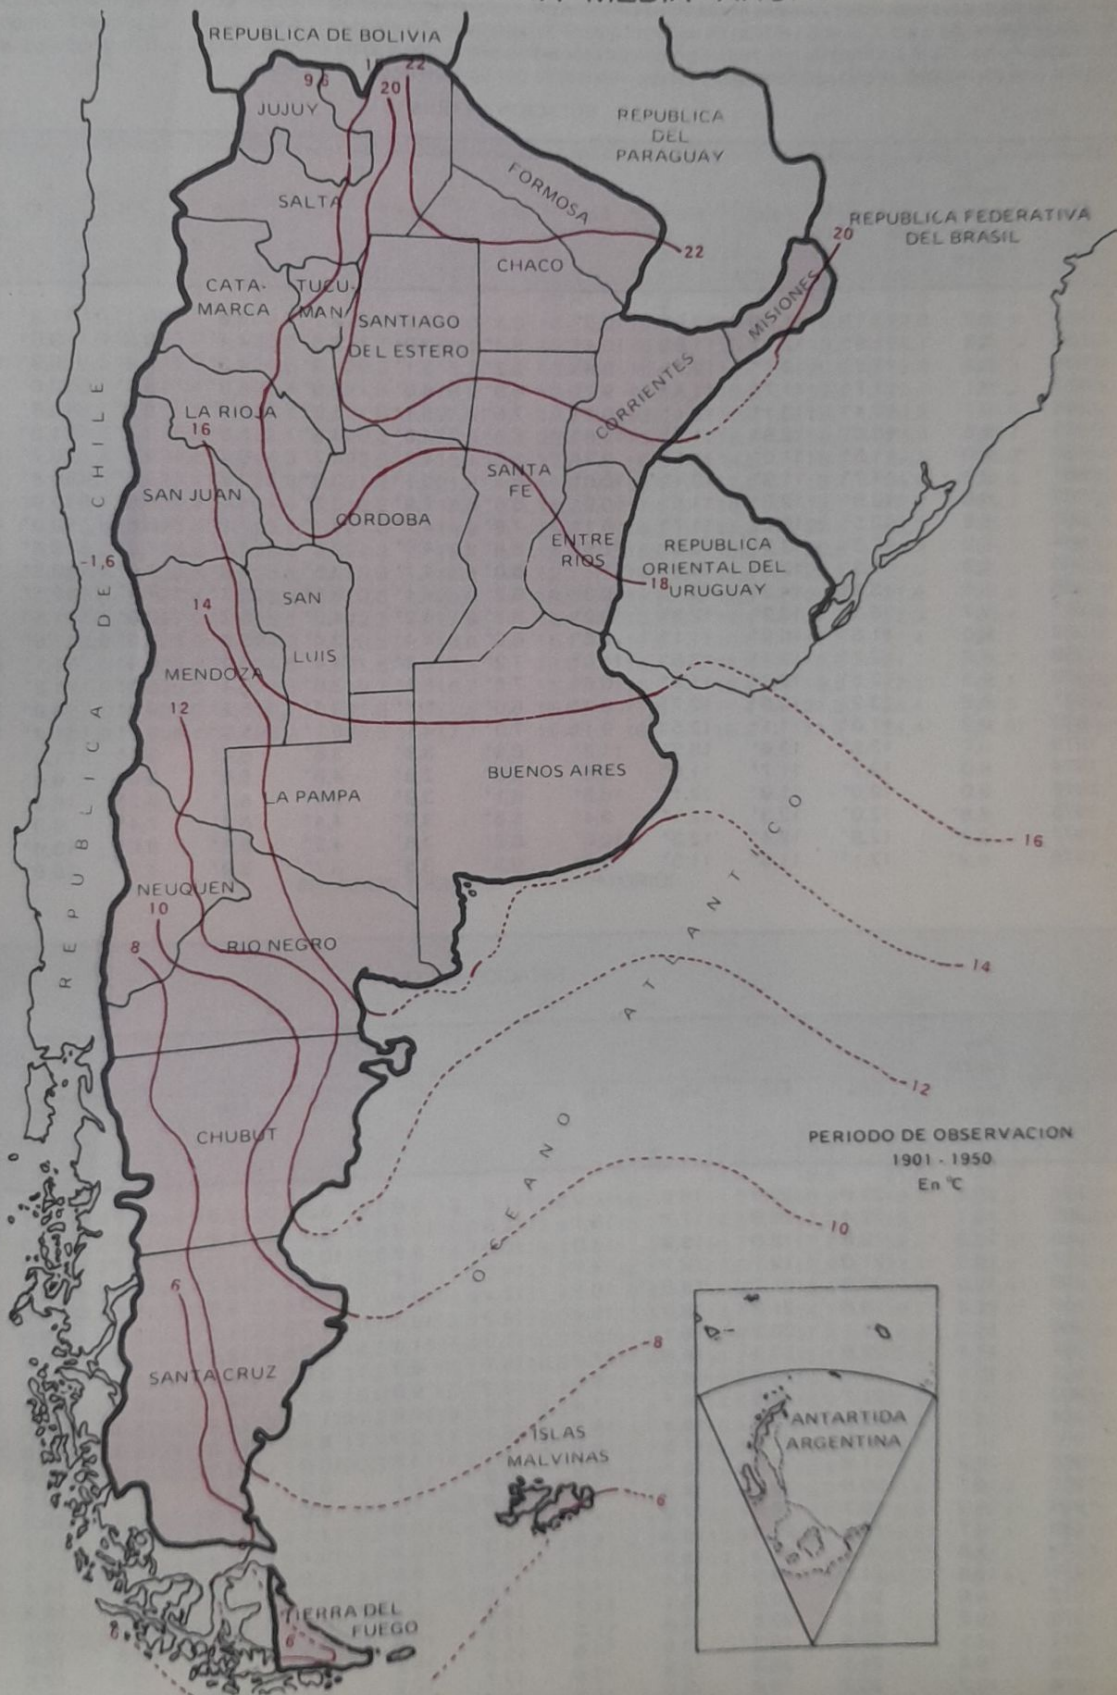 REPUBLICA DE BOLIVIA
22
20
JUJUY
REPUBLICA
DEL
PARAGUAY
FORMOSA
SALTA
REPUBLICA FEDERATIVA
DEL BRASIL
20
22
CHACO
CATA-
MARCA
TUCU-
MAN
SANTIAGO
DEL ESTERO
MISIONES
CORRIENTES
LA RIOJA
16
SAN JUAN
SANTA
FE
CORDOBA
ENTRE
RIOS
REPUBLICA
ORIENTAL DEL
URUGUAY
18
-1,6
SAN
LUIS
14
MENDOZA
12
REPUBLICA DE CHILE
BUENOS AIRES
LA PAMPA
16
NEUQUEN
10
8
RIO NEGRO
14
OCEANO ATLANTICO
12
CHUBUT
PERIODO DE OBSERVACION
1901 - 1950
En °C
10
6
SANTA CRUZ
8
ISLAS
MALVINAS
6
ANTARTIDA
ARGENTINA
TIERRA DEL
FUEGO
6
6